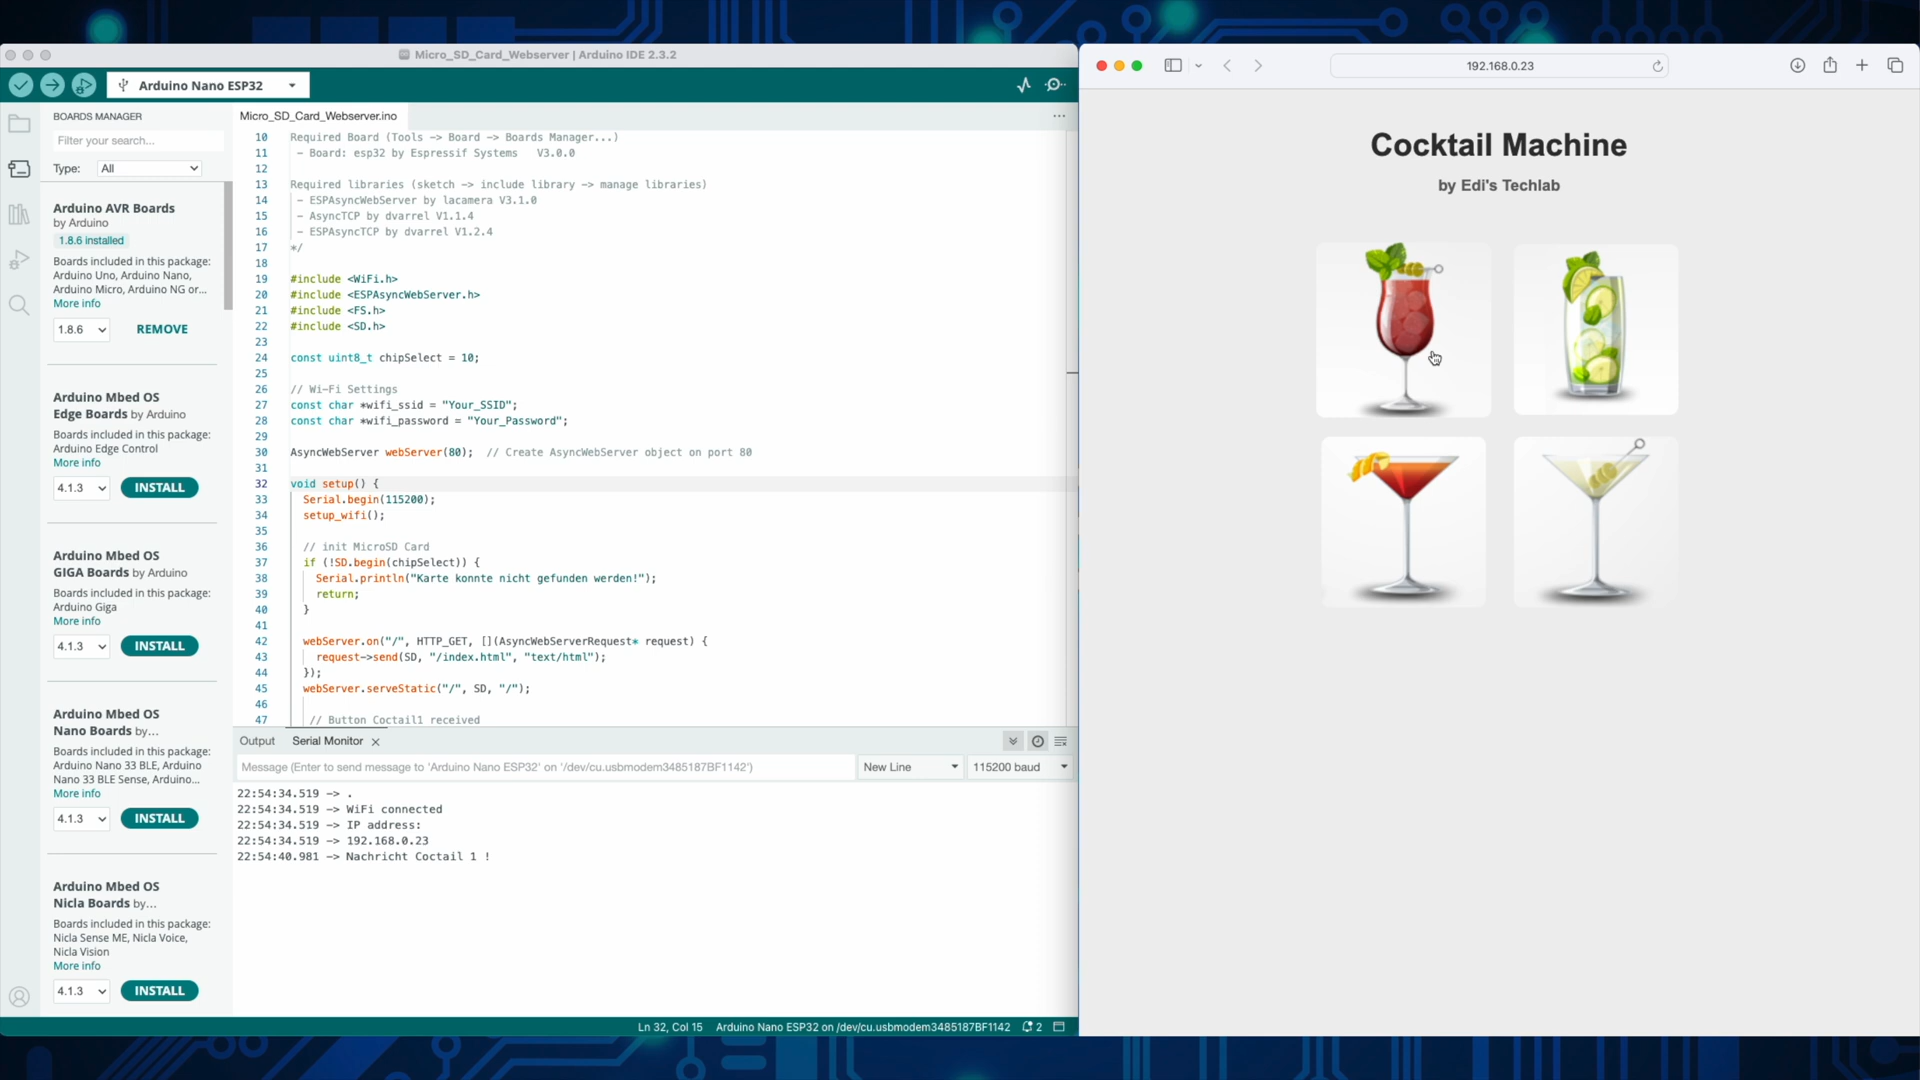 Micro_SD_Card_Webserver | Arduino IDE 2.3.2
Arduino Nano ESP32
BOARDS MANAGER
Filter your search...
Type: All
Arduino AVR Boards
by Arduino
1.8.6 installed
Boards included in this package:
Arduino Uno, Arduino Nano,
Arduino Micro, Arduino NG or...
More info
1.8.6 REMOVE
Arduino Mbed OS
Edge Boards by Arduino
Boards included in this package:
Arduino Edge Control
More info
4.1.3 INSTALL
Arduino Mbed OS
GIGA Boards by Arduino
Boards included in this package:
Arduino Giga
More info
4.1.3 INSTALL
Arduino Mbed OS
Nano Boards by...
Boards included in this package:
Arduino Nano 33 BLE, Arduino
Nano 33 BLE Sense, Arduino...
More info
4.1.3 INSTALL
Arduino Mbed OS
Nicla Boards by...
Boards included in this package:
Nicla Sense ME, Nicla Voice,
Nicla Vision
More info
4.1.3 INSTALL
Micro_SD_Card_Webserver.ino
10 Required Board (Tools -> Board -> Boards Manager...)
11 - Board: esp32 by Espressif Systems   V3.0.0
12
13 Required libraries (sketch -> include library -> manage libraries)
14 - ESPAsyncWebServer by lacamera V3.1.0
15 - AsyncTCP by dvarrel V1.1.4
16 - ESPAsyncTCP by dvarrel V1.2.4
17 */
18
19 #include <WiFi.h>
20 #include <ESPAsyncWebServer.h>
21 #include <FS.h>
22 #include <SD.h>
23
24 const uint8_t chipSelect = 10;
25
26 // Wi-Fi Settings
27 const char *wifi_ssid = "Your_SSID";
28 const char *wifi_password = "Your_Password";
29
30 AsyncWebServer webServer(80);  // Create AsyncWebServer object on port 80
31
32 void setup() {
33 Serial.begin(115200);
34 setup_wifi();
35
36 // init MicroSD Card
37 if (!SD.begin(chipSelect)) {
38 Serial.println("Karte konnte nicht gefunden werden!");
39 return;
40 }
41
42 webServer.on("/", HTTP_GET, [](AsyncWebServerRequest* request) {
43 request->send(SD, "/index.html", "text/html");
44 });
45 webServer.serveStatic("/", SD, "/");
46
47 // Button Coctail1 received
Output Serial Monitor
Message (Enter to send message to 'Arduino Nano ESP32' on '/dev/cu.usbmodem3485187BF1142')
New Line
115200 baud
22:54:34.519 -> .
22:54:34.519 -> WiFi connected
22:54:34.519 -> IP address:
22:54:34.519 -> 192.168.0.23
22:54:40.981 -> Nachricht Coctail 1 !
Ln 32, Col 15 Arduino Nano ESP32 on /dev/cu.usbmodem3485187BF1142 2
192.168.0.23
Cocktail Machine
by Edi's Techlab